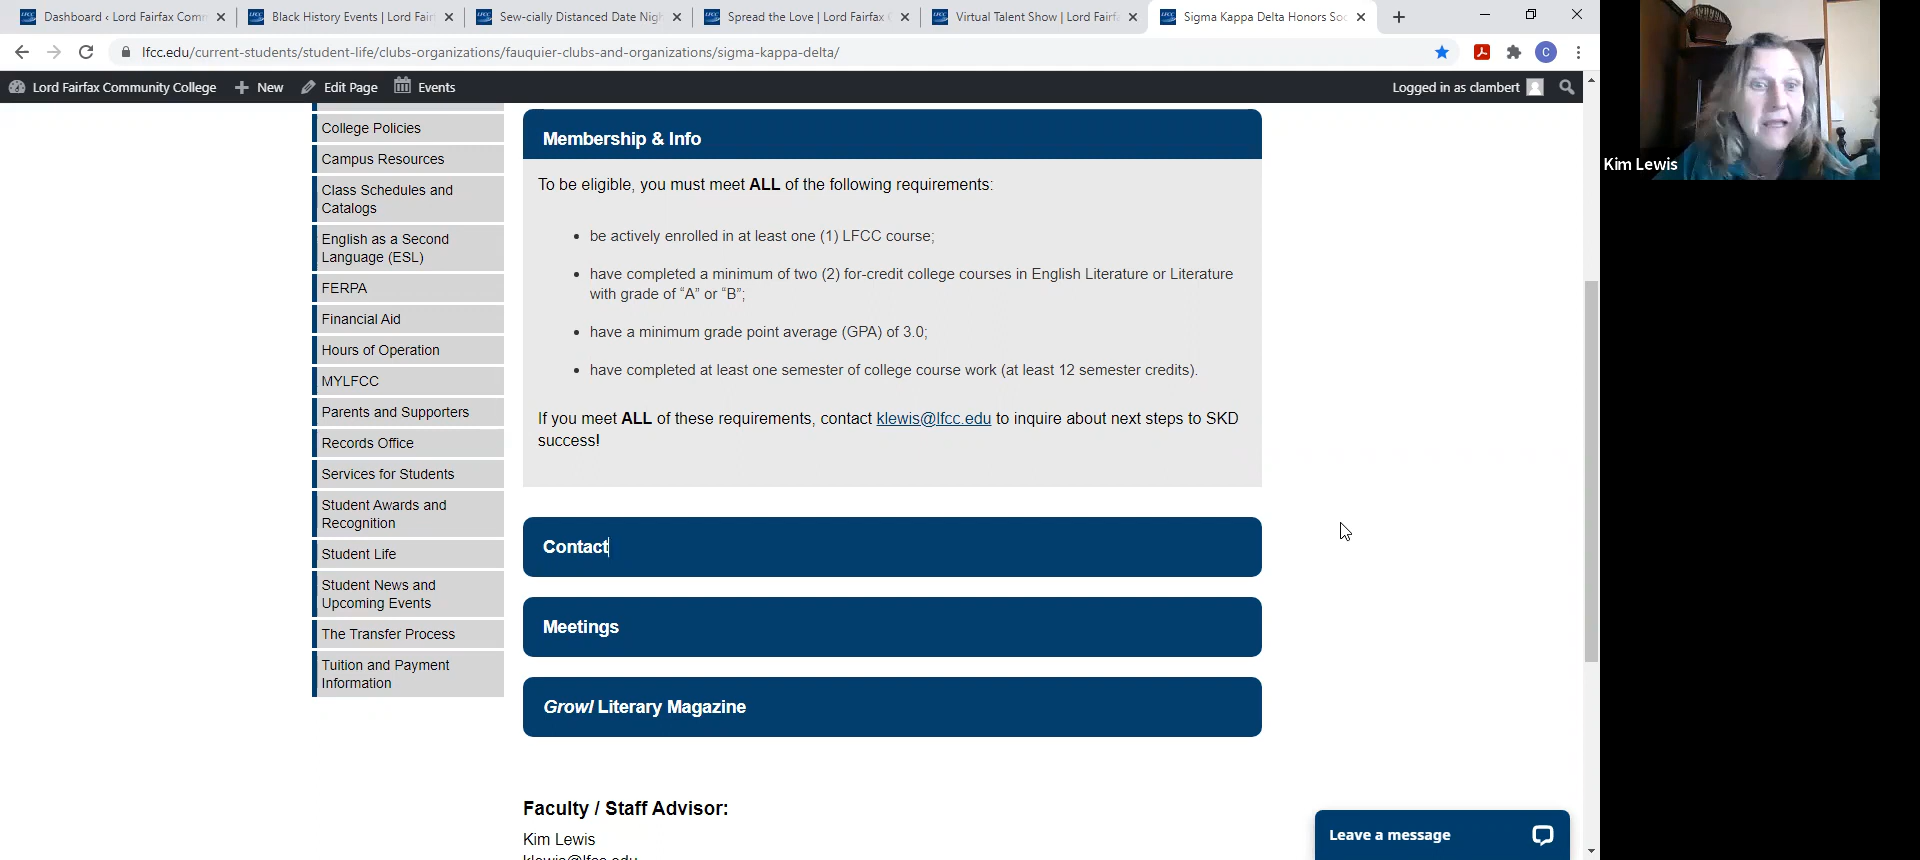 Dashboard ‹ Lord Fairfax Comm
Black History Events | Lord Fair
Sew-cially Distanced Date Nigh
Spread the Love | Lord Fairfax C
Virtual Talent Show | Lord Fairfa
Sigma Kappa Delta Honors Soc
lfcc.edu/current-students/student-life/clubs-organizations/fauquier-clubs-and-organizations/sigma-kappa-delta/
C
Lord Fairfax Community College
New
Edit Page
Events
Logged in as clambert
College Policies
Campus Resources
Class Schedules and
Catalogs
English as a Second
Language (ESL)
FERPA
Financial Aid
Hours of Operation
MYLFCC
Parents and Supporters
Records Office
Services for Students
Student Awards and
Recognition
Student Life
Student News and
Upcoming Events
The Transfer Process
Tuition and Payment
Information
Membership & Info
To be eligible, you must meet ALL of the following requirements:
• be actively enrolled in at least one (1) LFCC course;
• have completed a minimum of two (2) for-credit college courses in English Literature or Literature
with grade of “A” or “B”;
• have a minimum grade point average (GPA) of 3.0;
• have completed at least one semester of college course work (at least 12 semester credits).
If you meet ALL of these requirements, contact klewis@lfcc.edu to inquire about next steps to SKD
success!
Contact
Meetings
Growl Literary Magazine
Faculty / Staff Advisor:
Kim Lewis
klewis@lfcc.edu
Leave a message
Kim Lewis